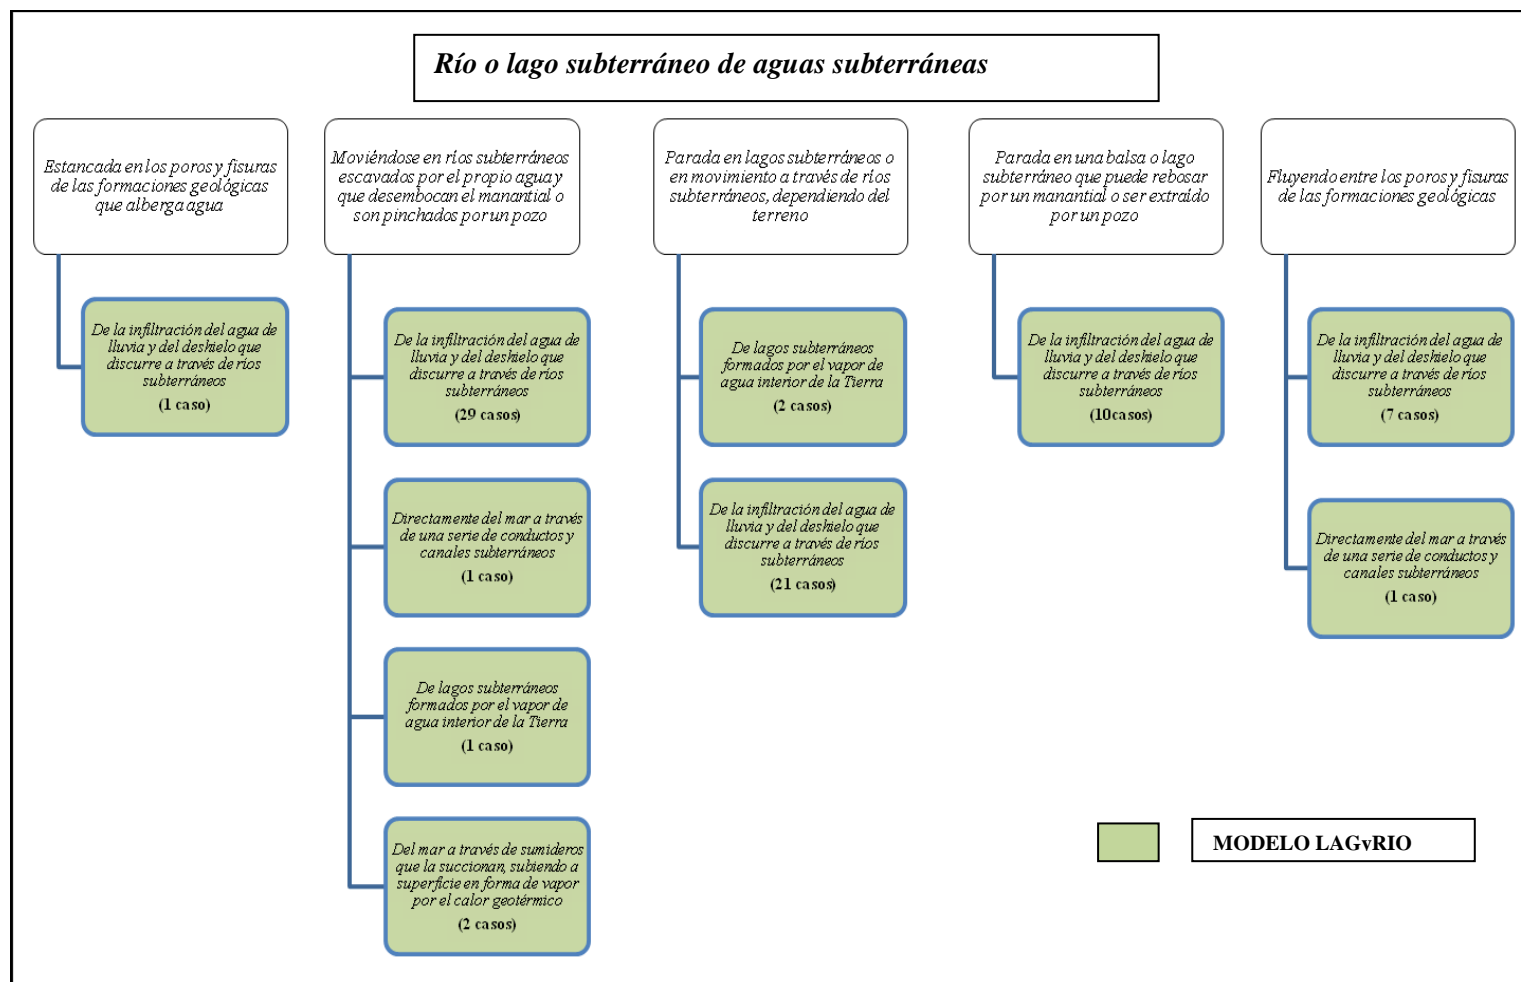 Río o lago subterráneo de aguas subterráneas
Estancada en los poros y fisuras
de las formaciones geológicas
que alberga agua
De la infiltración del agua de
lluvia y del deshielo que
discurre a través de ríos
subterráneos
(1 caso)
Moviéndose en ríos subterráneos
escavados por el propio agua y
que desembocan el manantial o
son pinchados por un pozo
De la infiltración del agua de
lluvia y del deshielo que
discurre a través de ríos
subterráneos
(29 casos)
Directamente del mar a través
de una serie de conductos y
canales subterráneos
(1 caso)
De lagos subterráneos
formados por el vapor de
agua interior de la Tierra
(1 caso)
Del mar a través de sumideros
que la succionan, subiendo a
superficie en forma de vapor
por el calor geotérmico
(2 casos)
Parada en lagos subterráneos o
en movimiento a través de ríos
subterráneos, dependiendo del
terreno
De lagos subterráneos
formados por el vapor de
agua interior de la Tierra
(2 casos)
De la infiltración del agua de
lluvia y del deshielo que
discurre a través de ríos
subterráneos
(21 casos)
Parada en una balsa o lago
subterráneo que puede rebosar
por un manantial o ser extraído
por un pozo
De la infiltración del agua de
lluvia y del deshielo que
discurre a través de ríos
subterráneos
(10casos)
Fluyendo entre los poros y fisuras
de las formaciones geológicas
De la infiltración del agua de
lluvia y del deshielo que
discurre a través de ríos
subterráneos
(7 casos)
Directamente del mar a través
de una serie de conductos y
canales subterráneos
(1 caso)
MODELO LAGvRIO